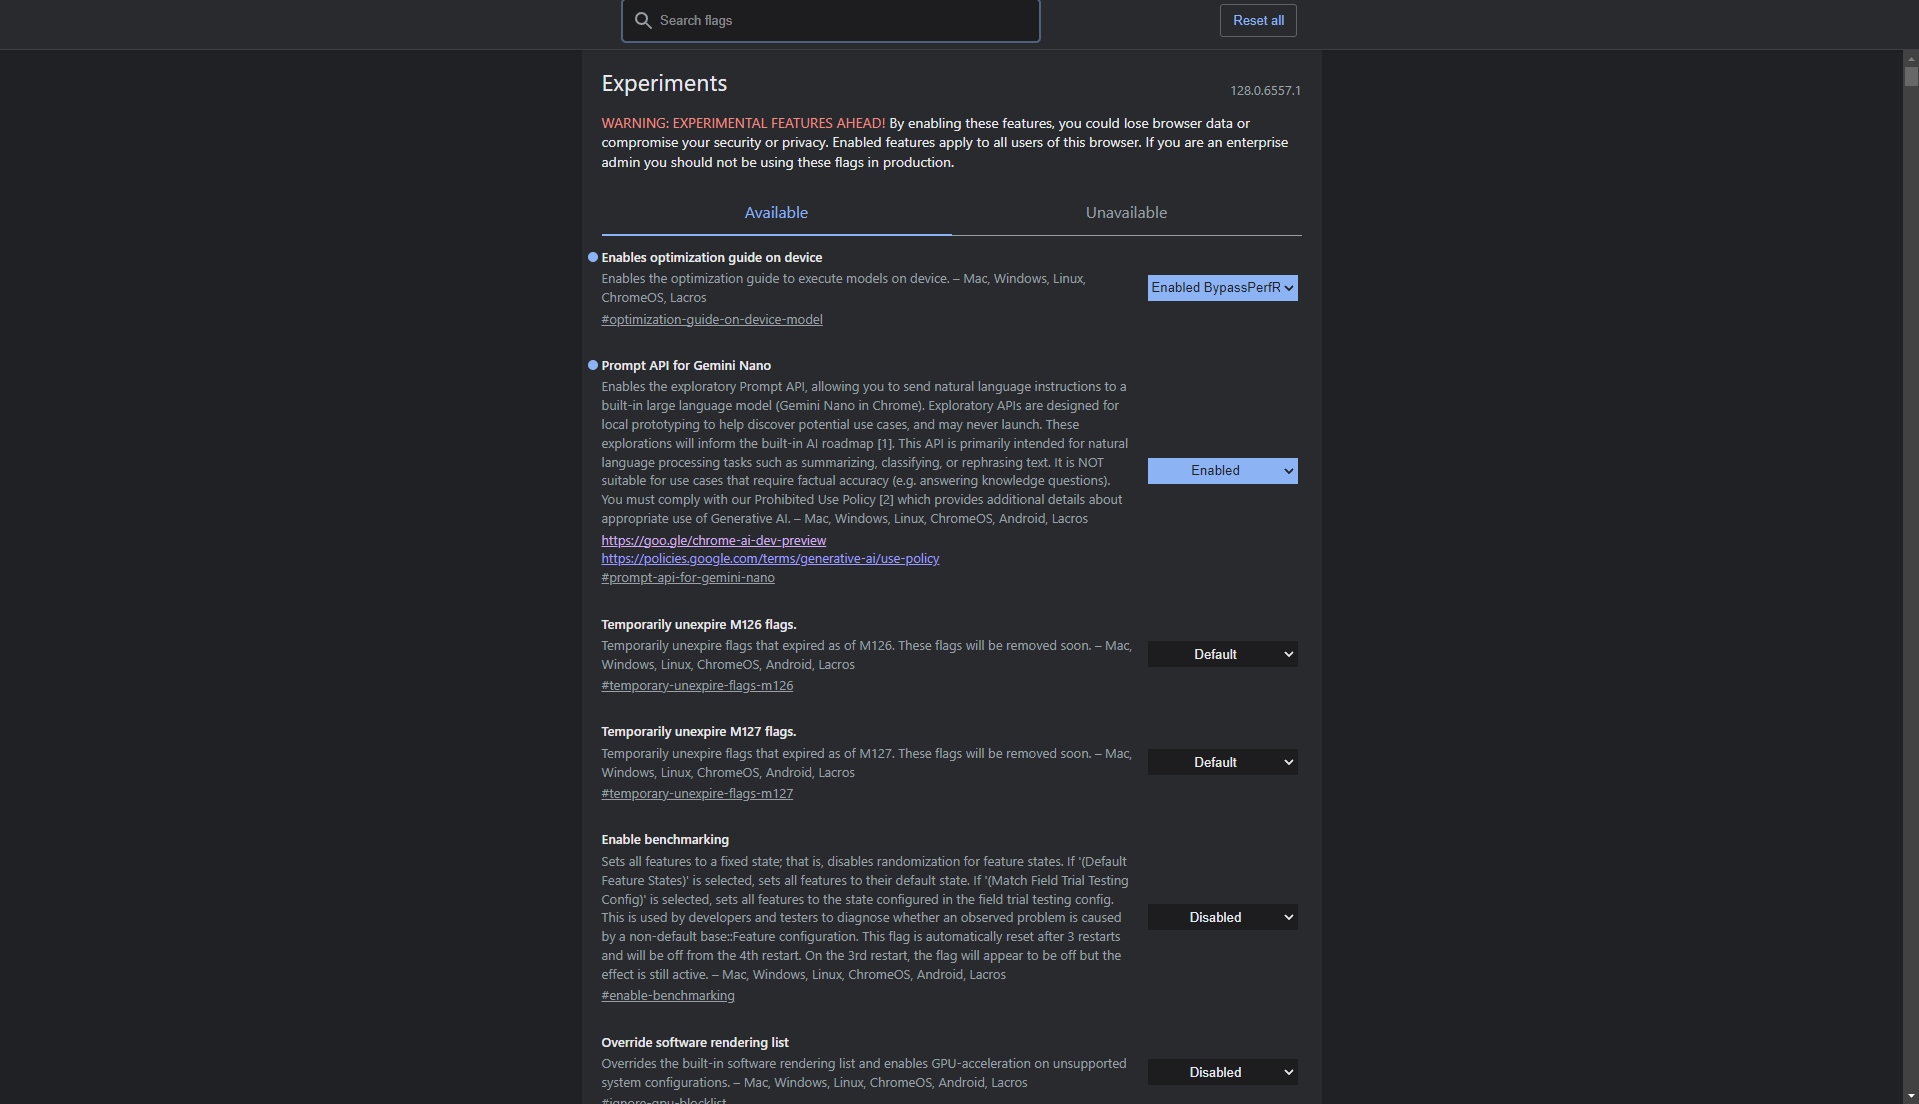 Search flags
Reset all
Experiments
128.0.6557.1
WARNING: EXPERIMENTAL FEATURES AHEAD! By enabling these features, you could lose browser data or
compromise your security or privacy. Enabled features apply to all users of this browser. If you are an enterprise
admin you should not be using these flags in production.
Available
Unavailable
Enables optimization guide on device
Enables the optimization guide to execute models on device. – Mac, Windows, Linux,
ChromeOS, Lacros
#optimization-guide-on-device-model
Enabled BypassPerfR
Prompt API for Gemini Nano
Enables the exploratory Prompt API, allowing you to send natural language instructions to a
built-in large language model (Gemini Nano in Chrome). Exploratory APIs are designed for
local prototyping to help discover potential use cases, and may never launch. These
explorations will inform the built-in AI roadmap [1]. This API is primarily intended for natural
language processing tasks such as summarizing, classifying, or rephrasing text. It is NOT
suitable for use cases that require factual accuracy (e.g. answering knowledge questions).
You must comply with our Prohibited Use Policy [2] which provides additional details about
appropriate use of Generative AI. – Mac, Windows, Linux, ChromeOS, Android, Lacros
https://goo.gle/chrome-ai-dev-preview
https://policies.google.com/terms/generative-ai/use-policy
#prompt-api-for-gemini-nano
Enabled
Temporarily unexpire M126 flags.
Temporarily unexpire flags that expired as of M126. These flags will be removed soon. – Mac,
Windows, Linux, ChromeOS, Android, Lacros
#temporary-unexpire-flags-m126
Default
Temporarily unexpire M127 flags.
Temporarily unexpire flags that expired as of M127. These flags will be removed soon. – Mac,
Windows, Linux, ChromeOS, Android, Lacros
#temporary-unexpire-flags-m127
Default
Enable benchmarking
Sets all features to a fixed state; that is, disables randomization for feature states. If '(Default
Feature States)' is selected, sets all features to their default state. If '(Match Field Trial Testing
Config)' is selected, sets all features to the state configured in the field trial testing config.
This is used by developers and testers to diagnose whether an observed problem is caused
by a non-default base::Feature configuration. This flag is automatically reset after 3 restarts
and will be off from the 4th restart. On the 3rd restart, the flag will appear to be off but the
effect is still active. – Mac, Windows, Linux, ChromeOS, Android, Lacros
#enable-benchmarking
Disabled
Override software rendering list
Overrides the built-in software rendering list and enables GPU-acceleration on unsupported
system configurations. – Mac, Windows, Linux, ChromeOS, Android, Lacros
#ignore-gpu-blocklist
Disabled